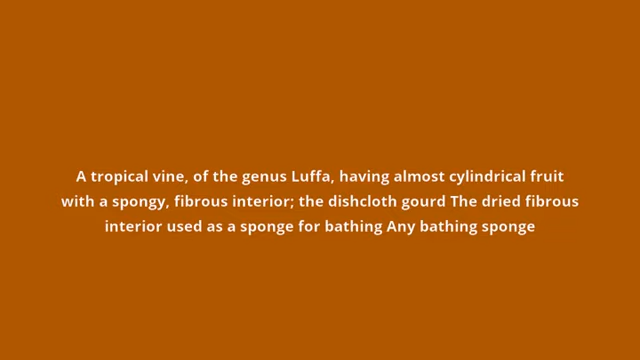 A tropical vine, of the genus Luffa, having almost cylindrical fruit
with a spongy, fibrous interior; the dishcloth gourd The dried fibrous
interior used as a sponge for bathing Any bathing sponge